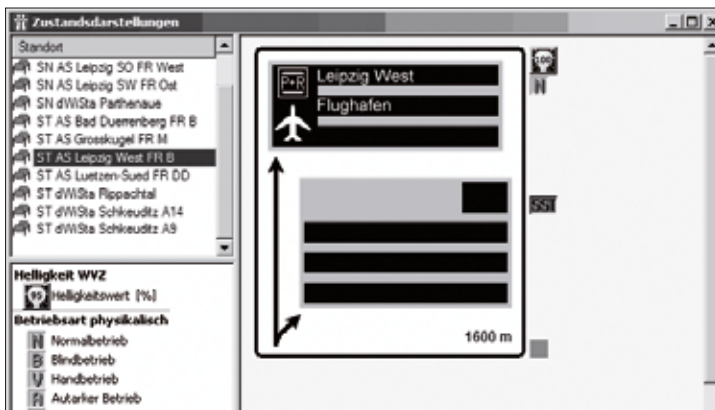 Zustandsdarstellungen
Standort
SN AS Leipzig SO FR West
SN AS Leipzig SW FR Ost
SN dWiSta Parthenaue
ST AS Bad Duerrenberg FR B
ST AS Grosskugel FR M
ST AS Leipzig West FR B
ST AS Luetzen-Sued FR DD
ST dWiSta Rippachtal
ST dWiSta Schkeuditz A14
ST dWiSta Schkeuditz A9
Helligkeit WVZ
95 Helligkeitswert [%]
Betriebsart physikalisch
N Normalbetrieb
B Blindbetrieb
V Handbetrieb
A Autarker Betrieb
P+R Leipzig West
Flughafen
1600 m
100
N
SST